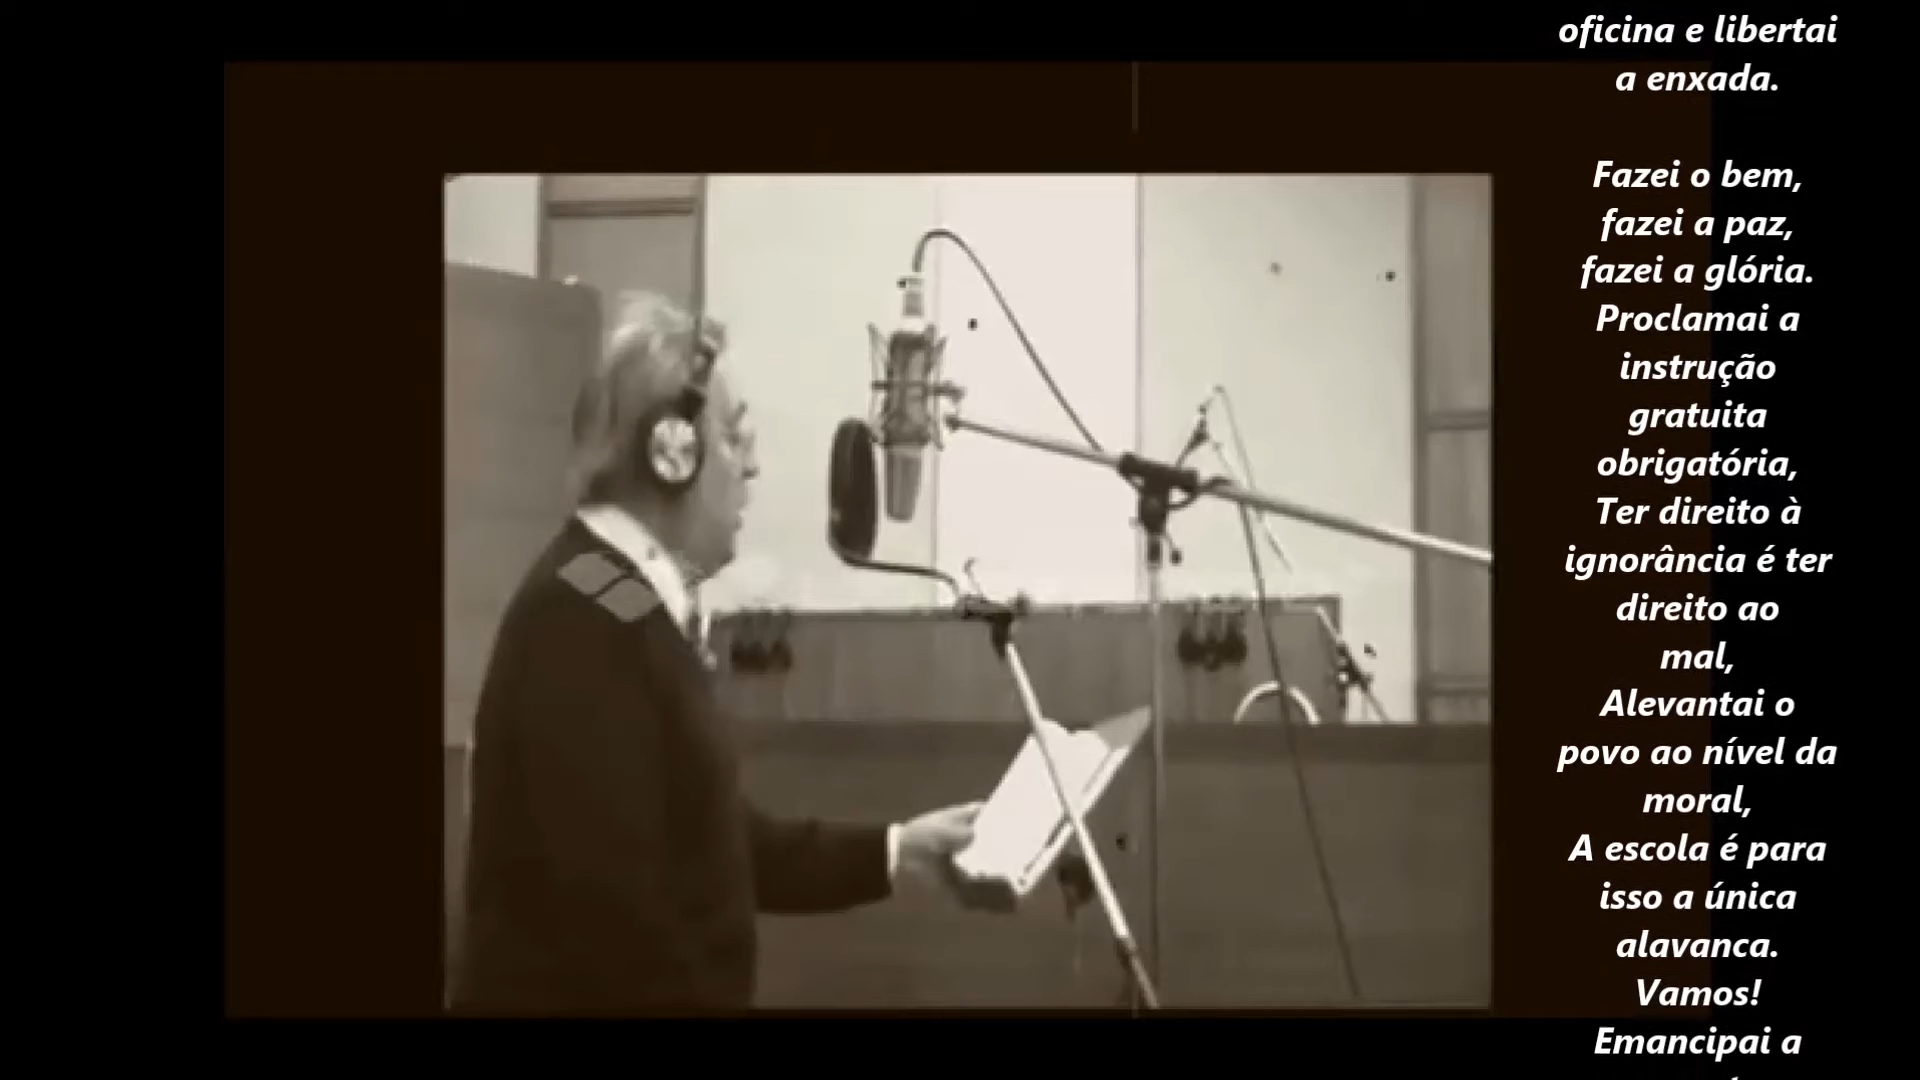 oficina e libertai
a enxada.
Fazei o bem,
fazei a paz,
fazei a glória.
Proclamai a
instrução
gratuita
obrigatória,
Ter direito à
ignorância é ter
direito ao
mal,
Alevantai o
povo ao nível da
moral,
A escola é para
isso a única
alavanca.
Vamos!
Emancipai a